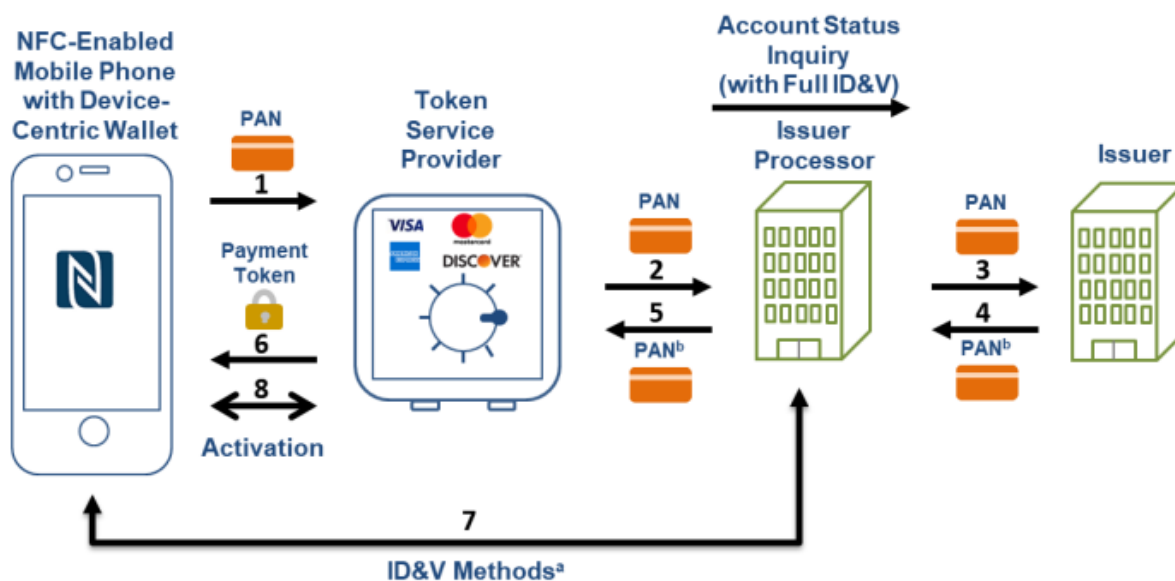 NFC-Enabled
Mobile Phone
with Device-
Centric Wallet
PAN
1
Payment
Token
6
8
Activation
Token
Service
Provider
VISA
mastercard
AMERICAN
EXPRESS
DISCOVER
Account Status
Inquiry
(with Full ID&V)
Issuer
Processor
Issuer
PAN
2
5
PANᵇ
PAN
3
4
PANᵇ
7
ID&V Methodsᵃ